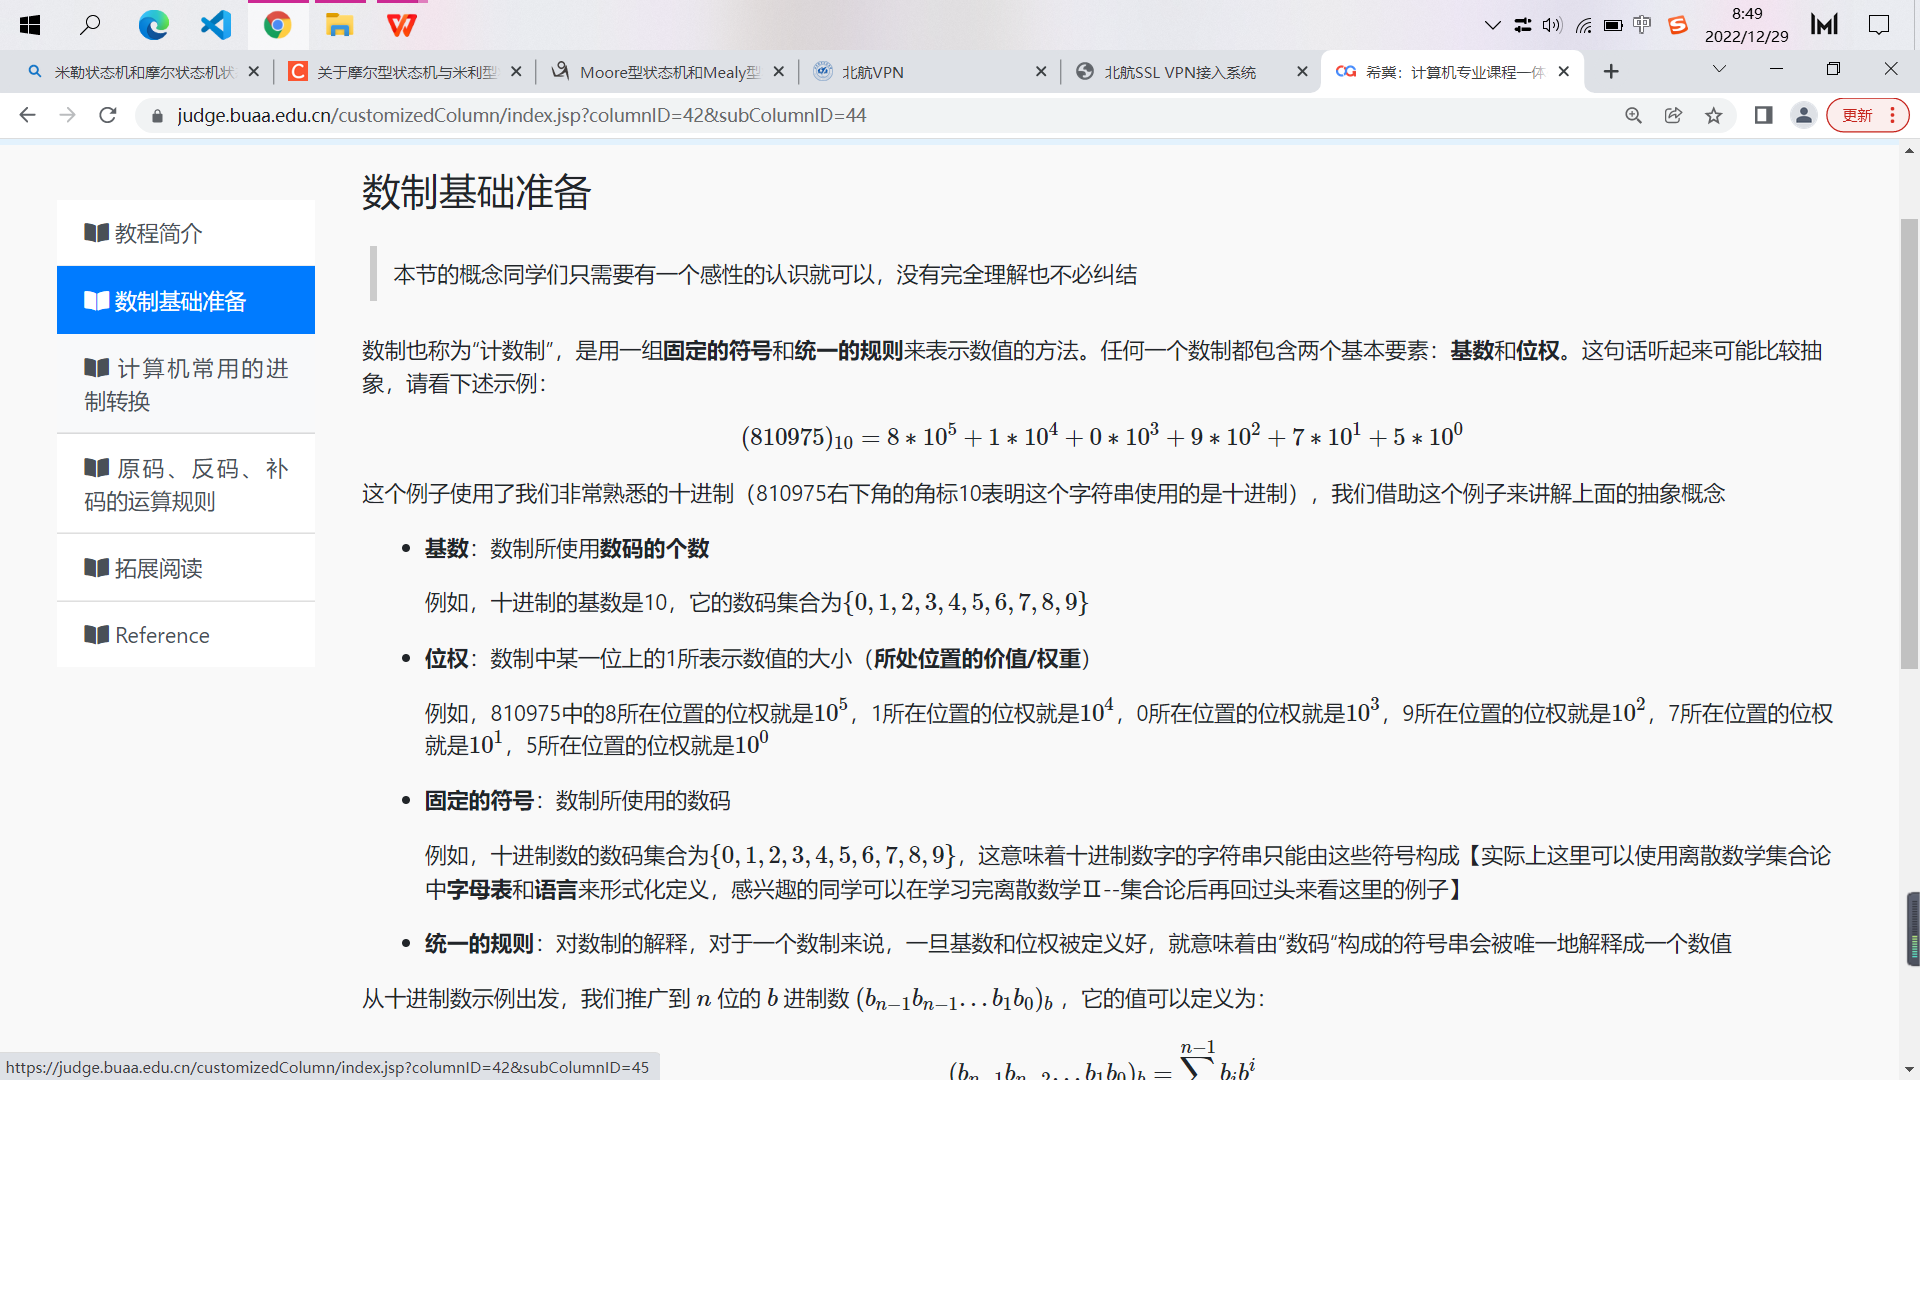 8:49
2022/12/29
中
米勒状态机和摩尔状态机状
关于摩尔型状态机与米利型
Moore型状态机和Mealy型
北航VPN
北航SSL VPN接入系统
希冀：计算机专业课程一体
judge.buaa.edu.cn/customizedColumn/index.jsp?columnID=42&subColumnID=44
更新
教程简介
数制基础准备
计算机常用的进
制转换
原码、反码、补
码的运算规则
拓展阅读
Reference
数制基础准备
本节的概念同学们只需要有一个感性的认识就可以，没有完全理解也不必纠结
数制也称为“计数制”，是用一组固定的符号和统一的规则来表示数值的方法。任何一个数制都包含两个基本要素：基数和位权。这句话听起来可能比较抽
象，请看下述示例：
(810975)₁₀ = 8 * 10⁵ + 1 * 10⁴ + 0 * 10³ + 9 * 10² + 7 * 10¹ + 5 * 10⁰
这个例子使用了我们非常熟悉的十进制（810975右下角的角标10表明这个字符串使用的是十进制），我们借助这个例子来讲解上面的抽象概念
• 基数：数制所使用数码的个数
例如，十进制的基数是10，它的数码集合为{0, 1, 2, 3, 4, 5, 6, 7, 8, 9}
• 位权：数制中某一位上的1所表示数值的大小（所处位置的价值/权重）
例如，810975中的8所在位置的位权就是10⁵，1所在位置的位权就是10⁴，0所在位置的位权就是10³，9所在位置的位权就是10²，7所在位置的位权
就是10¹，5所在位置的位权就是10⁰
• 固定的符号：数制所使用的数码
例如，十进制数的数码集合为{0, 1, 2, 3, 4, 5, 6, 7, 8, 9}，这意味着十进制数字的字符串只能由这些符号构成【实际上这里可以使用离散数学集合论
中字母表和语言来形式化定义，感兴趣的同学可以在学习完离散数学Ⅱ--集合论后再回过头来看这里的例子】
• 统一的规则：对数制的解释，对于一个数制来说，一旦基数和位权被定义好，就意味着由“数码“构成的符号串会被唯一地解释成一个数值
从十进制数示例出发，我们推广到 n 位的 b 进制数 (bₙ₋₁bₙ₋₁…b₁b₀)_b ，它的值可以定义为：
(bₙ₋₁bₙ₋₂…b₁b₀)_b = ∑ⁿ⁻¹ bᵢbⁱ
https://judge.buaa.edu.cn/customizedColumn/index.jsp?columnID=42&subColumnID=45